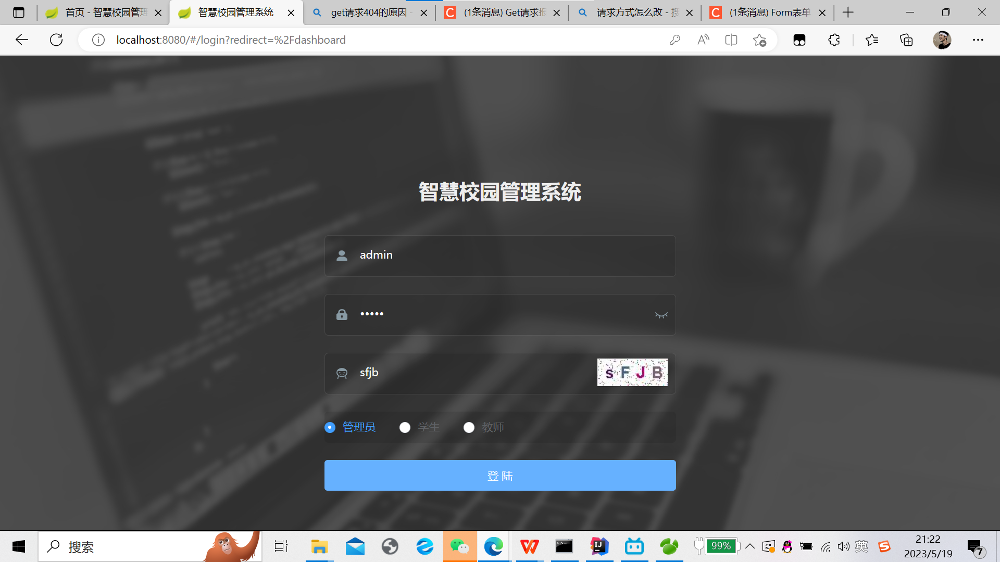 首页 - 智慧校园管理
智慧校园管理系统
get请求404的原因 -
(1条消息) Get请求报
请求方式怎么改 - 搜
(1条消息) Form表单
localhost:8080/#/login?redirect=%2Fdashboard
智慧校园管理系统
admin
•••••
sfjb
sFJB
管理员
学生
教师
登 陆
搜索
99%
英
21:22
2023/5/19
7